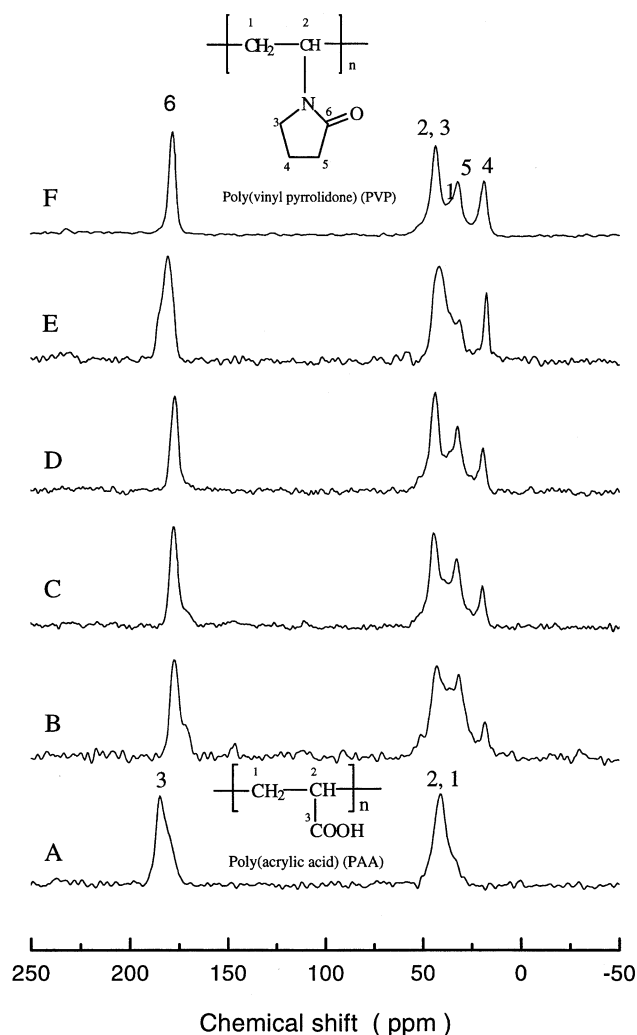 1 2
CH2 CH
n
N
6
O
3
4
5
Poly(vinyl pyrrolidone) (PVP)
6
2, 3
1
5
4
F
E
D
C
B
1 2
CH2 CH
n
3
COOH
Poly(acrylic acid) (PAA)
3
2, 1
A
250 200 150 100 50 0 -50
Chemical shift ( ppm )